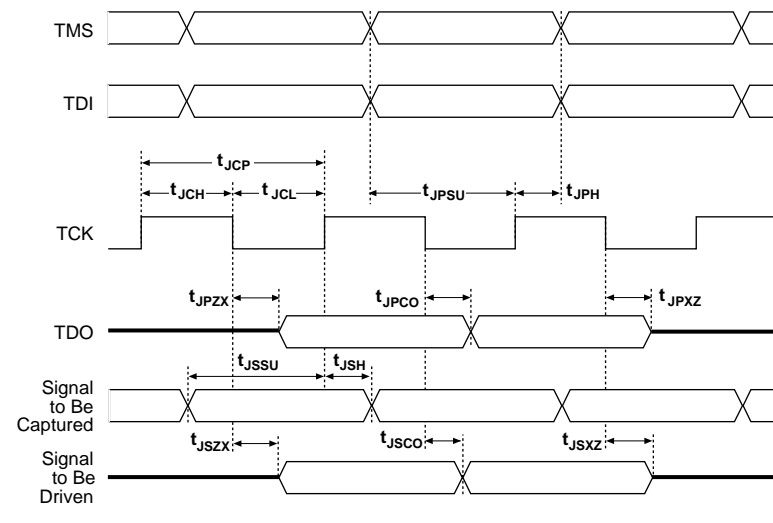 TMS
TDI
tJCP
tJCH
tJCL
tJPSU
tJPH
TCK
tJPZX
tJPCO
tJPXZ
TDO
tJSSU
tJSH
Signal
to Be
Captured
tJSZX
tJSCO
tJSXZ
Signal
to Be
Driven